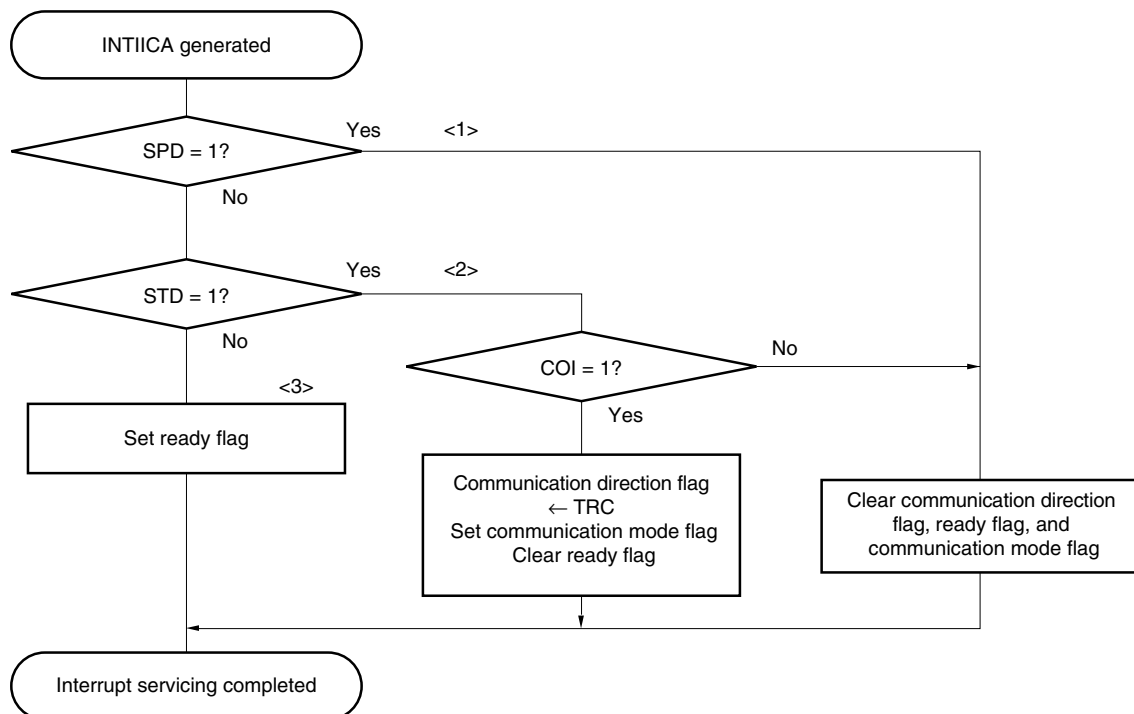 INTIICA generated
Yes
<1>
SPD = 1?
No
Yes
<2>
STD = 1?
No
COI = 1?
No
Yes
<3>
Set ready flag
Communication direction flag
← TRC
Set communication mode flag
Clear ready flag
Clear communication direction
flag, ready flag, and
communication mode flag
Interrupt servicing completed